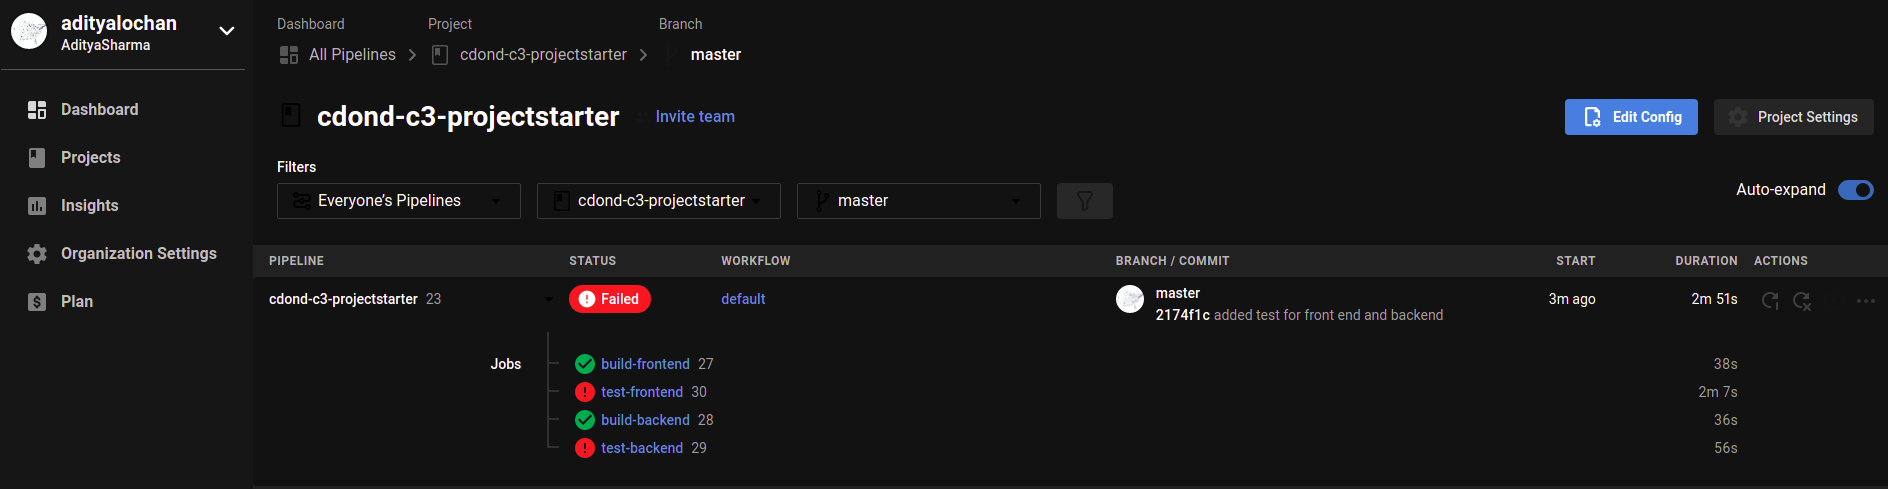 adityalochan
AdityaSharma
Dashboard
Projects
Insights
Organization Settings
Plan
Dashboard Project Branch
All Pipelines cdond-c3-projectstarter master
cdond-c3-projectstarter Invite team
Edit Config Project Settings
Filters
Everyone's Pipelines cdond-c3-projectstarter master
Auto-expand
PIPELINE STATUS WORKFLOW BRANCH / COMMIT START DURATION ACTIONS
cdond-c3-projectstarter 23 Failed default master 3m ago 2m 51s
2174f1c added test for front end and backend
Jobs build-frontend 27 38s
test-frontend 30 2m 7s
build-backend 28 36s
test-backend 29 56s